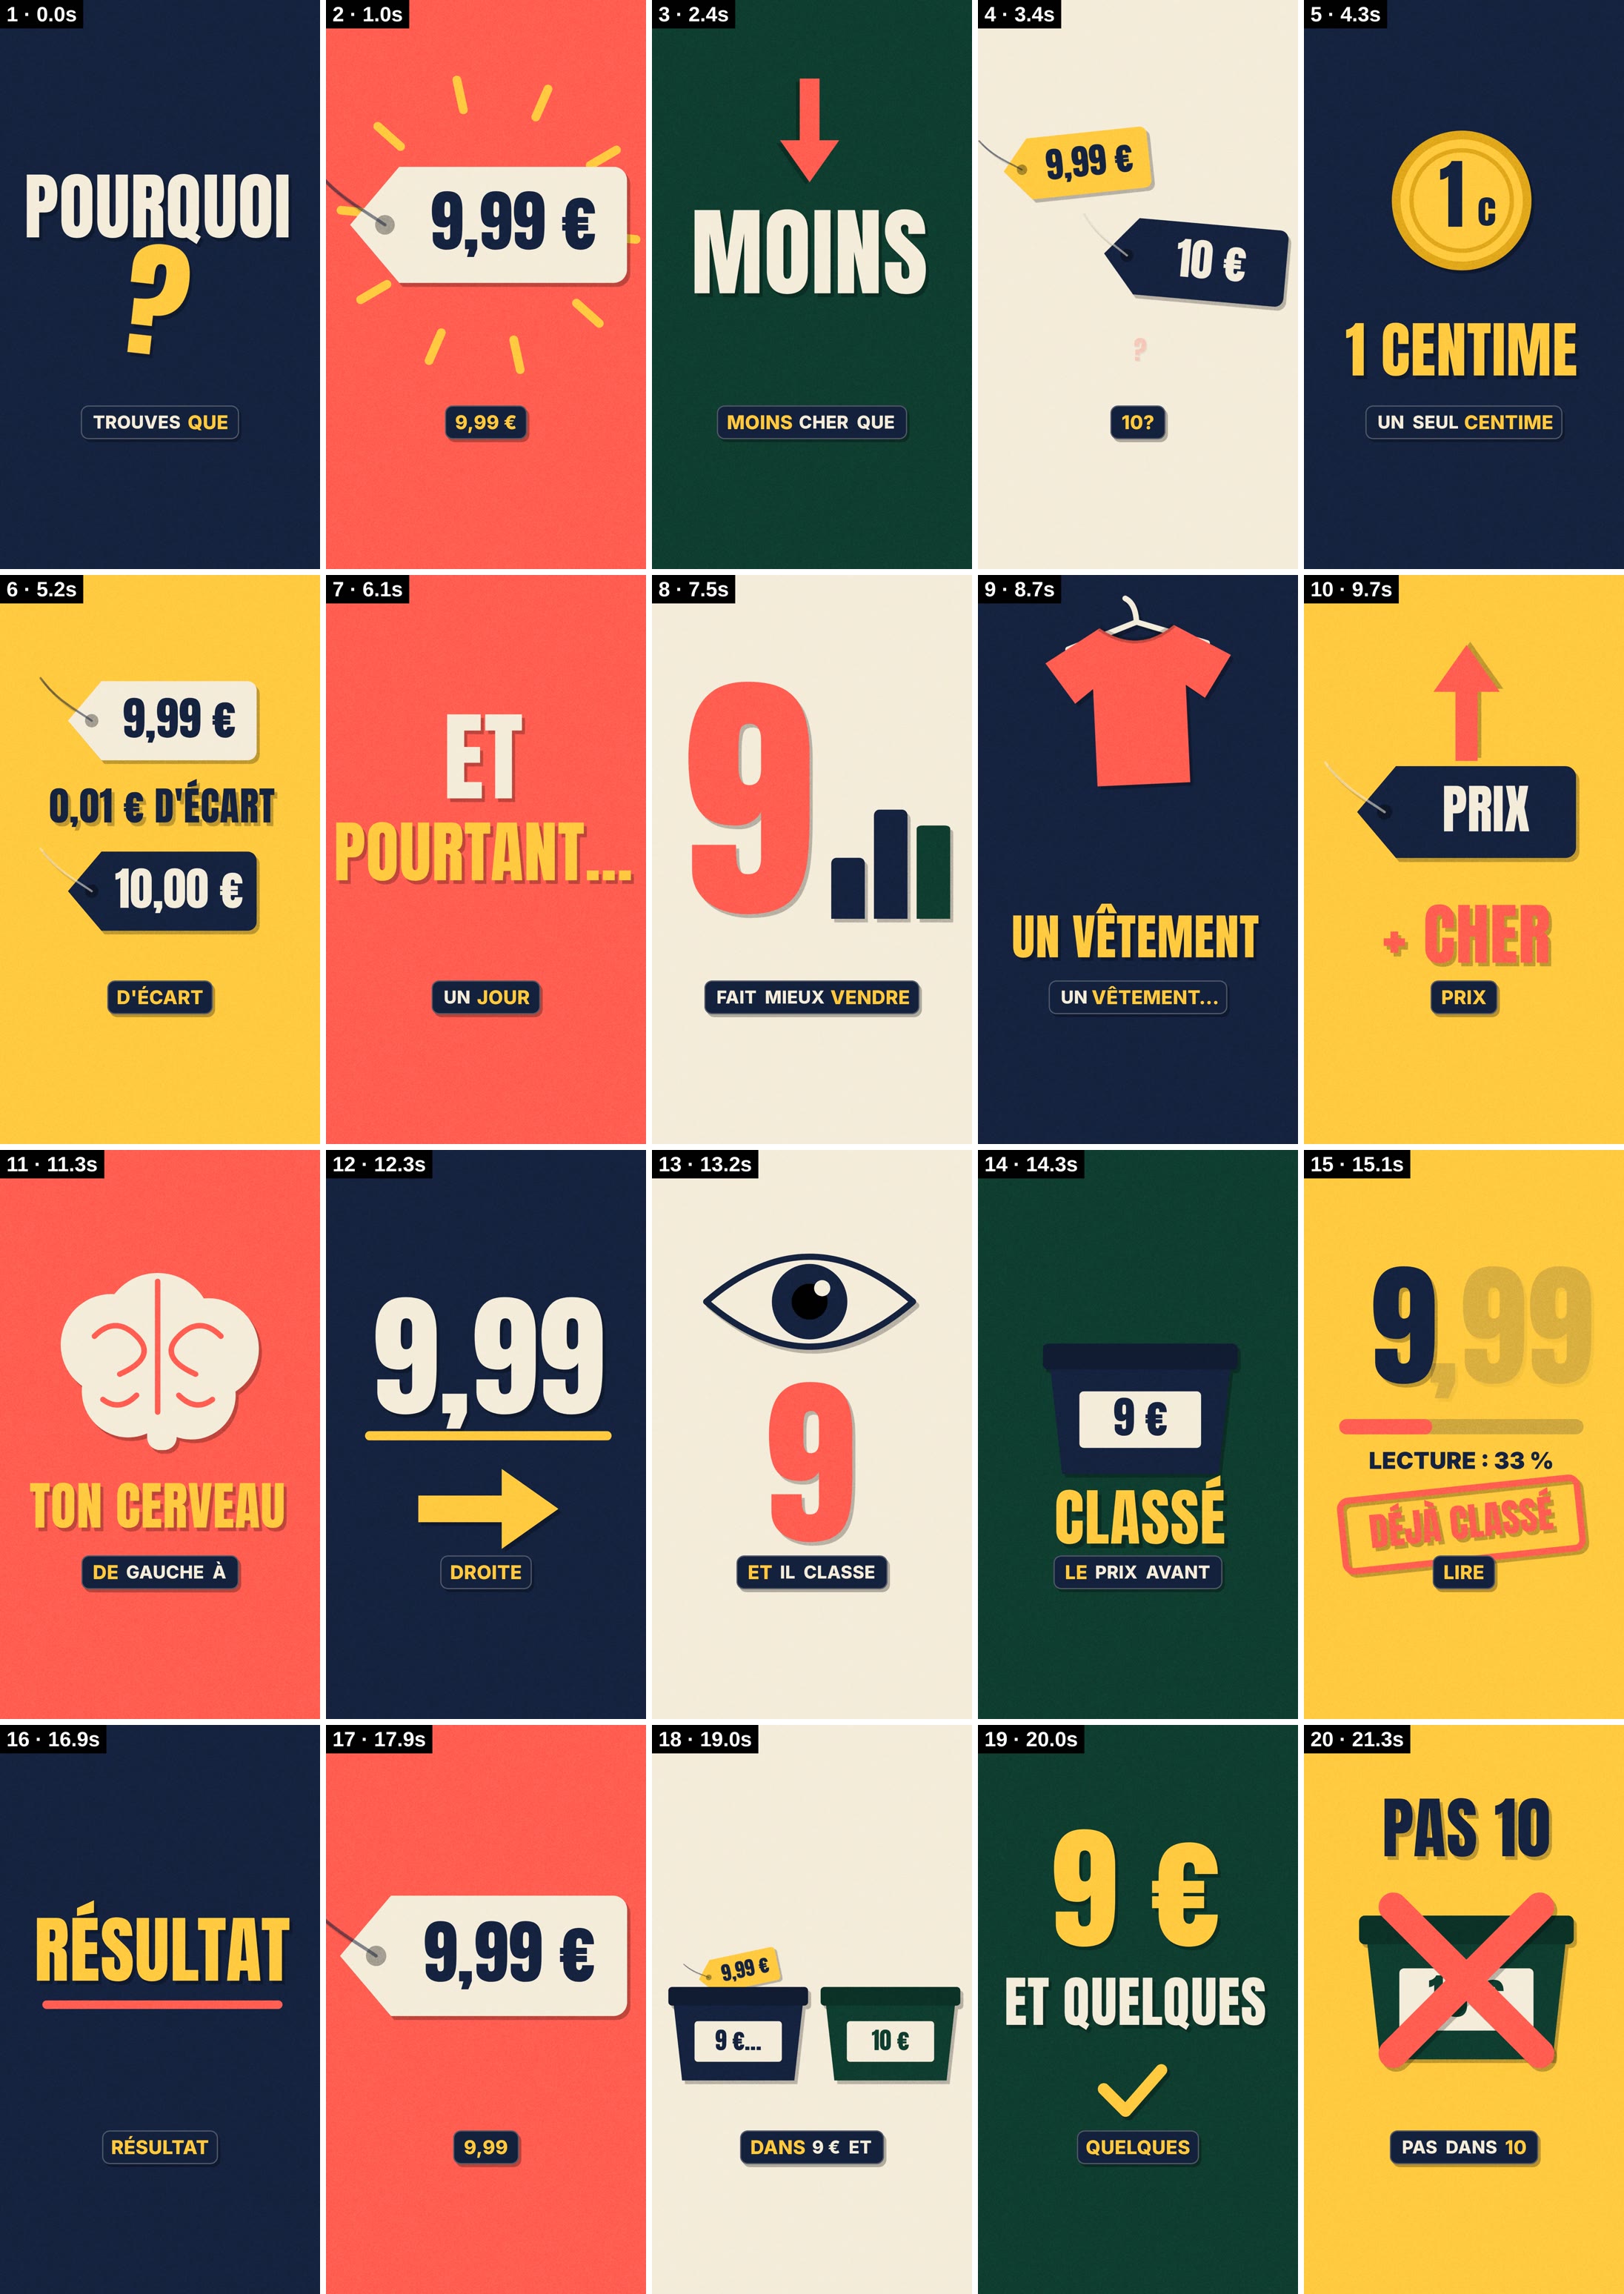 1 · 0.0s
POURQUOI
?
TROUVES QUE
2 · 1.0s
9,99 €
9,99 €
3 · 2.4s
MOINS
MOINS CHER QUE
4 · 3.4s
9,99 €
10 €
?
10?
5 · 4.3s
1 c
1 CENTIME
UN SEUL CENTIME
6 · 5.2s
9,99 €
0,01 € D'ÉCART
10,00 €
D'ÉCART
7 · 6.1s
ET
POURTANT...
UN JOUR
8 · 7.5s
9
FAIT MIEUX VENDRE
9 · 8.7s
UN VÊTEMENT
UN VÊTEMENT...
10 · 9.7s
PRIX
+ CHER
PRIX
11 · 11.3s
TON CERVEAU
DE GAUCHE À
12 · 12.3s
9,99
DROITE
13 · 13.2s
9
ET IL CLASSE
14 · 14.3s
9 €
CLASSÉ
LE PRIX AVANT
15 · 15.1s
9,99
LECTURE : 33 %
DÉJÀ CLASSÉ
LIRE
16 · 16.9s
RÉSULTAT
RÉSULTAT
17 · 17.9s
9,99 €
9,99
18 · 19.0s
9,99 €
9 €...
10 €
DANS 9 € ET
19 · 20.0s
9 €
ET QUELQUES
QUELQUES
20 · 21.3s
PAS 10
PAS DANS 10